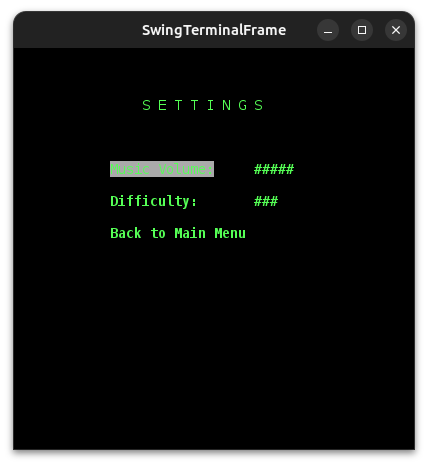 SwingTerminalFrame
S E T T I N G S
Music Volume: #####
Difficulty: ###
Back to Main Menu